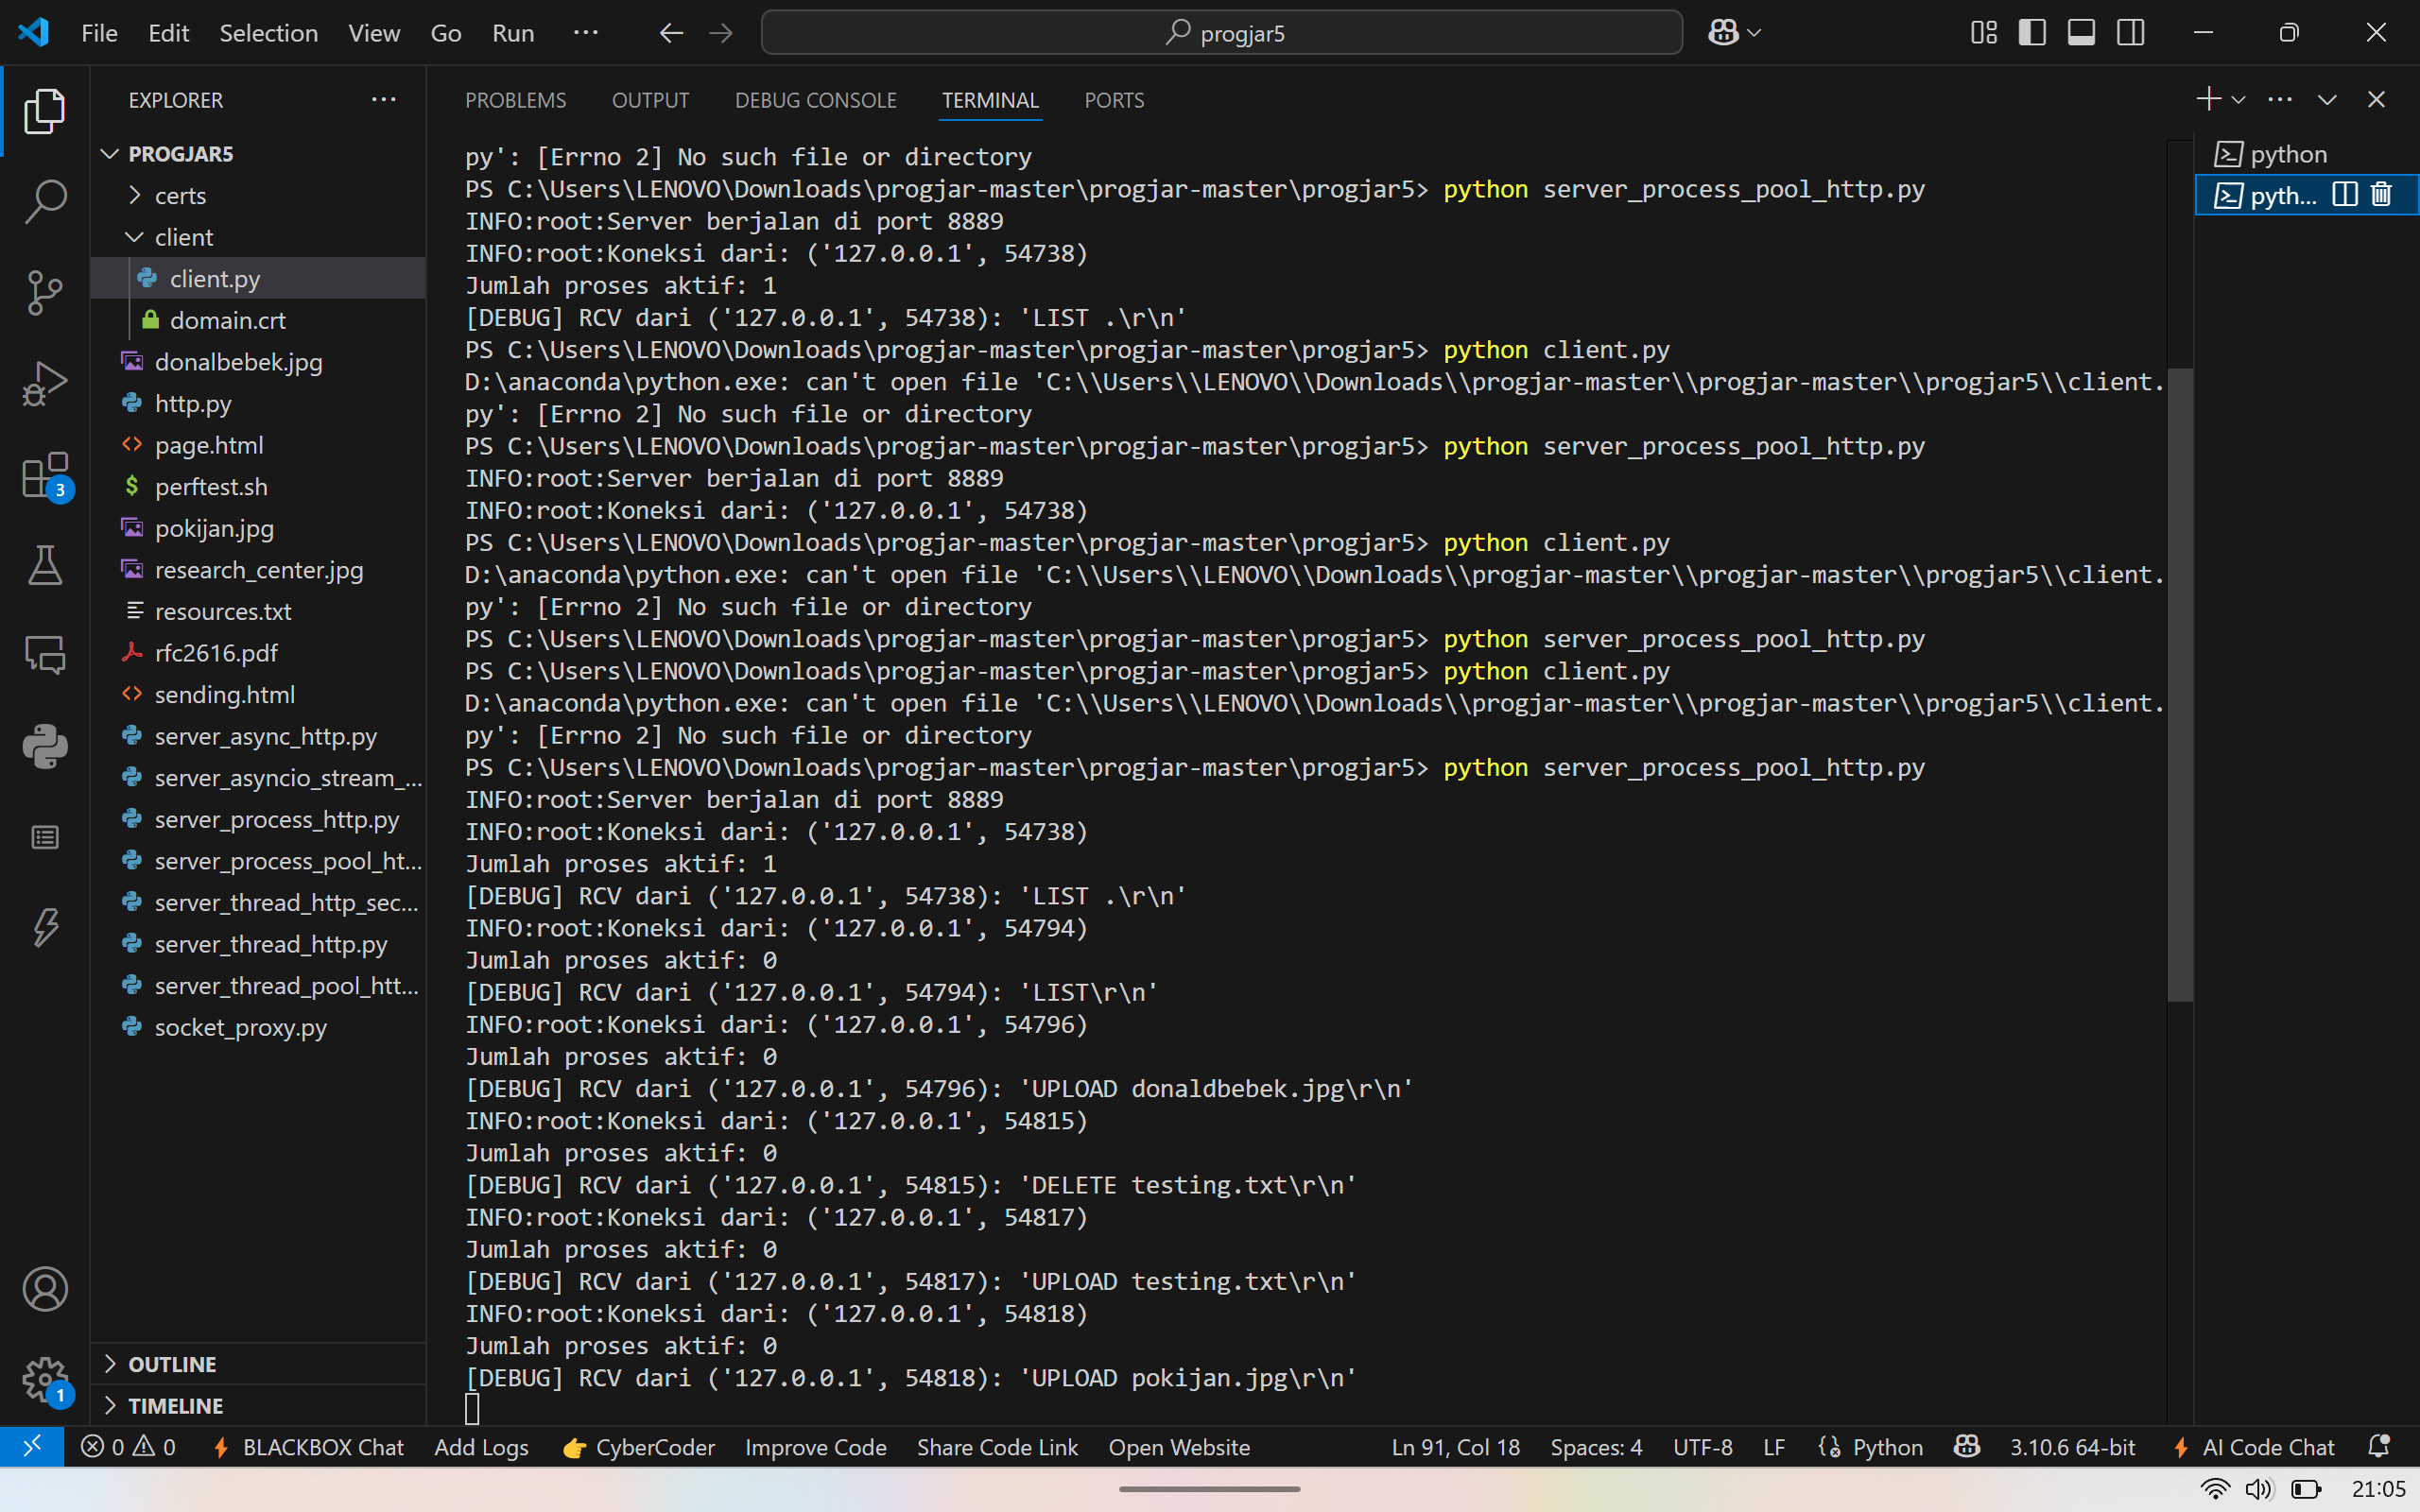 File Edit Selection View Go Run ··· progjar5
EXPLORER ···
PROGJAR5
certs
client
client.py
domain.crt
donalbebek.jpg
http.py
page.html
perftest.sh
pokijan.jpg
research_center.jpg
resources.txt
rfc2616.pdf
sending.html
server_async_http.py
server_asyncio_stream_...
server_process_http.py
server_process_pool_ht...
server_thread_http_sec...
server_thread_http.py
server_thread_pool_htt...
socket_proxy.py
OUTLINE
TIMELINE
3
1
PROBLEMS OUTPUT DEBUG CONSOLE TERMINAL PORTS
py': [Errno 2] No such file or directory
PS C:\Users\LENOVO\Downloads\progjar-master\progjar-master\progjar5> python server_process_pool_http.py
INFO:root:Server berjalan di port 8889
INFO:root:Koneksi dari: ('127.0.0.1', 54738)
Jumlah proses aktif: 1
[DEBUG] RCV dari ('127.0.0.1', 54738): 'LIST .\r\n'
PS C:\Users\LENOVO\Downloads\progjar-master\progjar-master\progjar5> python client.py
D:\anaconda\python.exe: can't open file 'C:\\Users\\LENOVO\\Downloads\\progjar-master\\progjar-master\\progjar5\\client.
py': [Errno 2] No such file or directory
PS C:\Users\LENOVO\Downloads\progjar-master\progjar-master\progjar5> python server_process_pool_http.py
INFO:root:Server berjalan di port 8889
INFO:root:Koneksi dari: ('127.0.0.1', 54738)
PS C:\Users\LENOVO\Downloads\progjar-master\progjar-master\progjar5> python client.py
D:\anaconda\python.exe: can't open file 'C:\\Users\\LENOVO\\Downloads\\progjar-master\\progjar-master\\progjar5\\client.
py': [Errno 2] No such file or directory
PS C:\Users\LENOVO\Downloads\progjar-master\progjar-master\progjar5> python server_process_pool_http.py
PS C:\Users\LENOVO\Downloads\progjar-master\progjar-master\progjar5> python client.py
D:\anaconda\python.exe: can't open file 'C:\\Users\\LENOVO\\Downloads\\progjar-master\\progjar-master\\progjar5\\client.
py': [Errno 2] No such file or directory
PS C:\Users\LENOVO\Downloads\progjar-master\progjar-master\progjar5> python server_process_pool_http.py
INFO:root:Server berjalan di port 8889
INFO:root:Koneksi dari: ('127.0.0.1', 54738)
Jumlah proses aktif: 1
[DEBUG] RCV dari ('127.0.0.1', 54738): 'LIST .\r\n'
INFO:root:Koneksi dari: ('127.0.0.1', 54794)
Jumlah proses aktif: 0
[DEBUG] RCV dari ('127.0.0.1', 54794): 'LIST\r\n'
INFO:root:Koneksi dari: ('127.0.0.1', 54796)
Jumlah proses aktif: 0
[DEBUG] RCV dari ('127.0.0.1', 54796): 'UPLOAD donaldbebek.jpg\r\n'
INFO:root:Koneksi dari: ('127.0.0.1', 54815)
Jumlah proses aktif: 0
[DEBUG] RCV dari ('127.0.0.1', 54815): 'DELETE testing.txt\r\n'
INFO:root:Koneksi dari: ('127.0.0.1', 54817)
Jumlah proses aktif: 0
[DEBUG] RCV dari ('127.0.0.1', 54817): 'UPLOAD testing.txt\r\n'
INFO:root:Koneksi dari: ('127.0.0.1', 54818)
Jumlah proses aktif: 0
[DEBUG] RCV dari ('127.0.0.1', 54818): 'UPLOAD pokijan.jpg\r\n'
python
pyth...
0 0 BLACKBOX Chat Add Logs CyberCoder Improve Code Share Code Link Open Website Ln 91, Col 18 Spaces: 4 UTF-8 LF Python 3.10.6 64-bit AI Code Chat
21:05